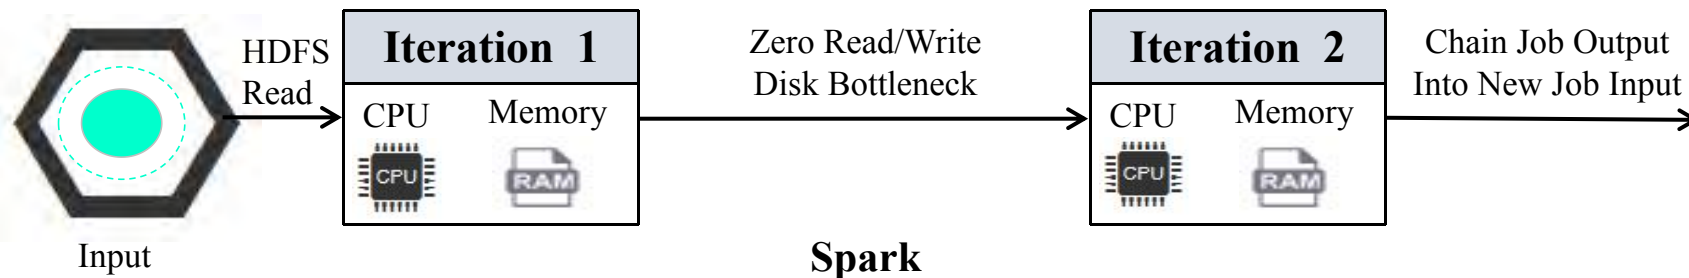 HDFS
Read
Iteration 1
CPU Memory
CPU
RAM
Zero Read/Write
Disk Bottleneck
Iteration 2
CPU Memory
CPU
RAM
Chain Job Output
Into New Job Input
Input
Spark